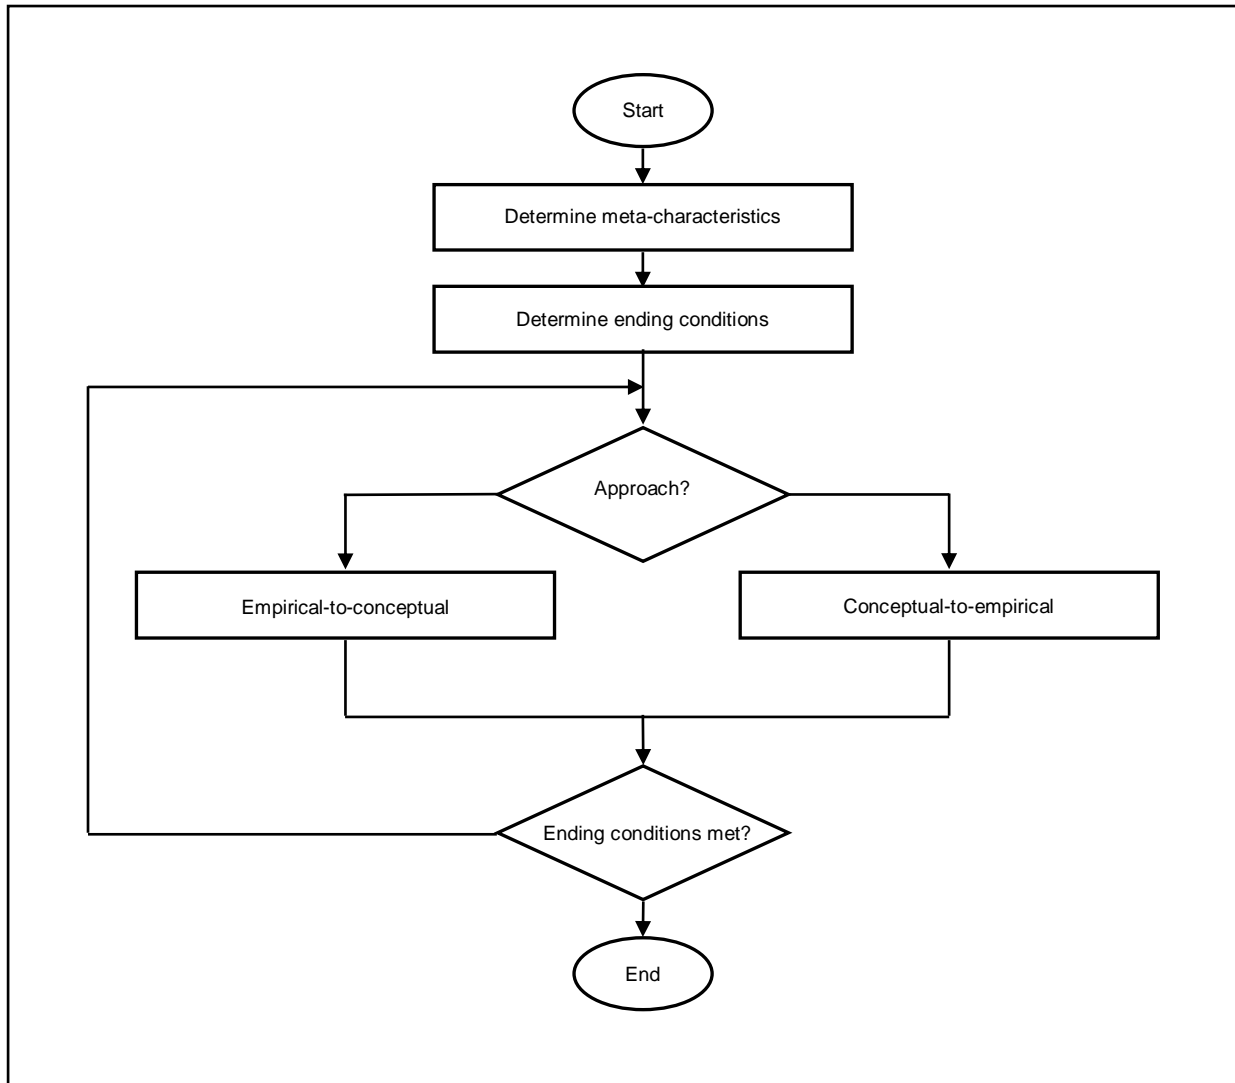 Start
Determine meta-characteristics
Determine ending conditions
Approach?
Empirical-to-conceptual
Conceptual-to-empirical
Ending conditions met?
End